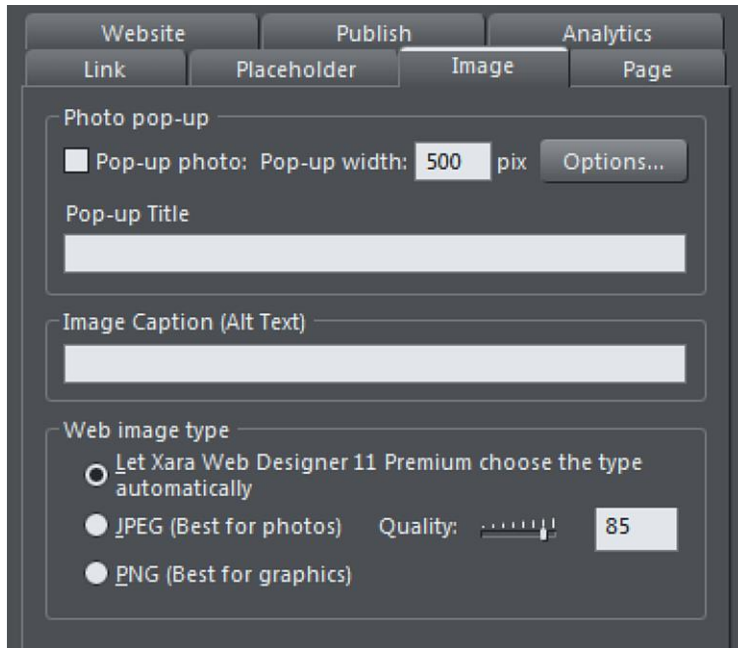 Website Publish Analytics
Link Placeholder Image Page
Photo pop-up
Pop-up photo: Pop-up width: 500 pix Options...
Pop-up Title
Image Caption (Alt Text)
Web image type
Let Xara Web Designer 11 Premium choose the type
automatically
JPEG (Best for photos) Quality: 85
PNG (Best for graphics)